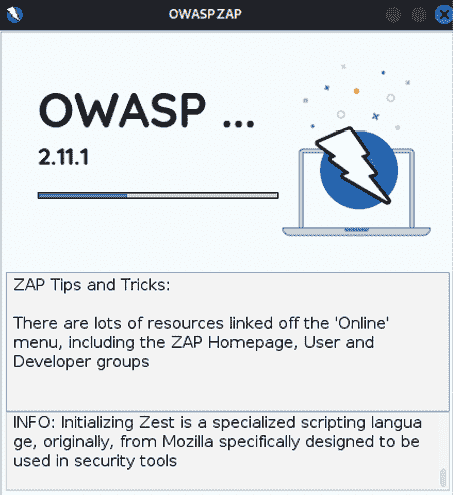 OWASP ZAP
OWASP ...
2.11.1
ZAP Tips and Tricks:
There are lots of resources linked off the 'Online'
menu, including the ZAP Homepage, User and
Developer groups
INFO: Initializing Zest is a specialized scripting langua
ge, originally, from Mozilla specifically designed to be
used in security tools